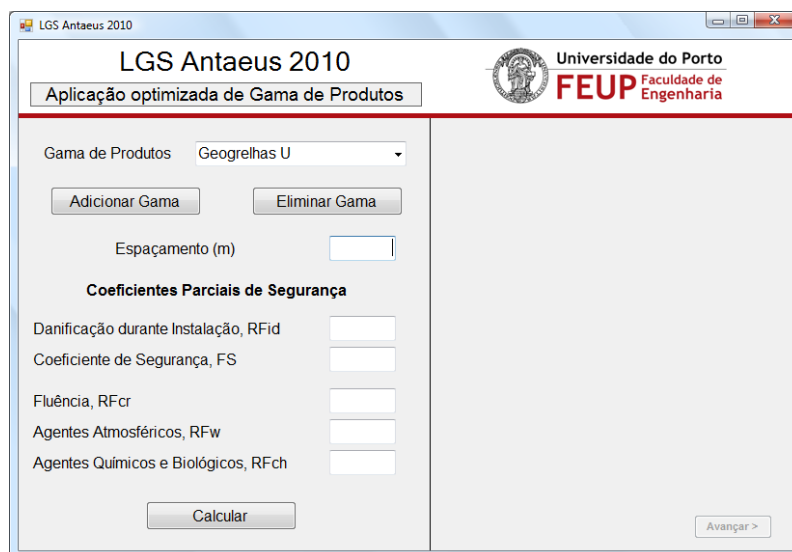 LGS Antaeus 2010
LGS Antaeus 2010
Aplicação optimizada de Gama de Produtos
Universidade do Porto
FEUP Faculdade de
Engenharia
Gama de Produtos Geogrelhas U
Adicionar Gama Eliminar Gama
Espaçamento (m)
Coeficientes Parciais de Segurança
Danificação durante Instalação, RFid
Coeficiente de Segurança, FS
Fluência, RFcr
Agentes Atmosféricos, RFw
Agentes Químicos e Biológicos, RFch
Calcular
Avançar >